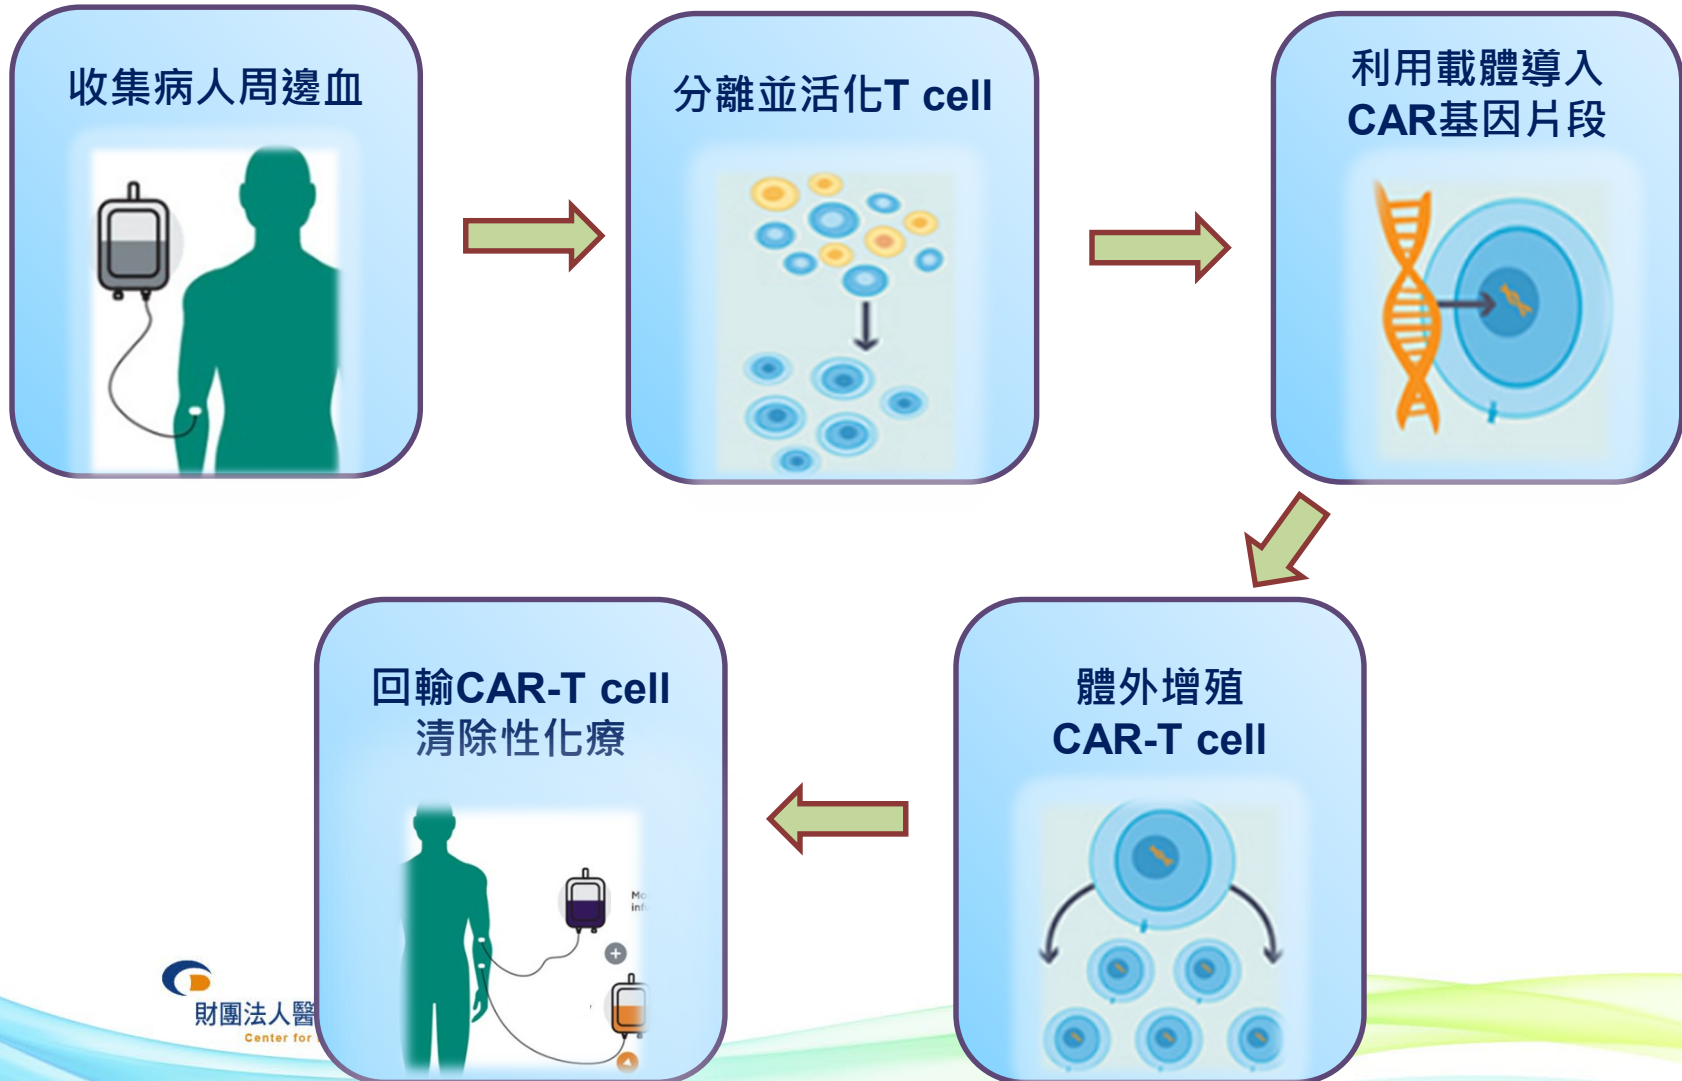 收集病人周邊血
分離並活化T cell
利用載體導入
CAR基因片段
回輸CAR-T cell
清除性化療
體外增殖
CAR-T cell
財團法人醫
Center for